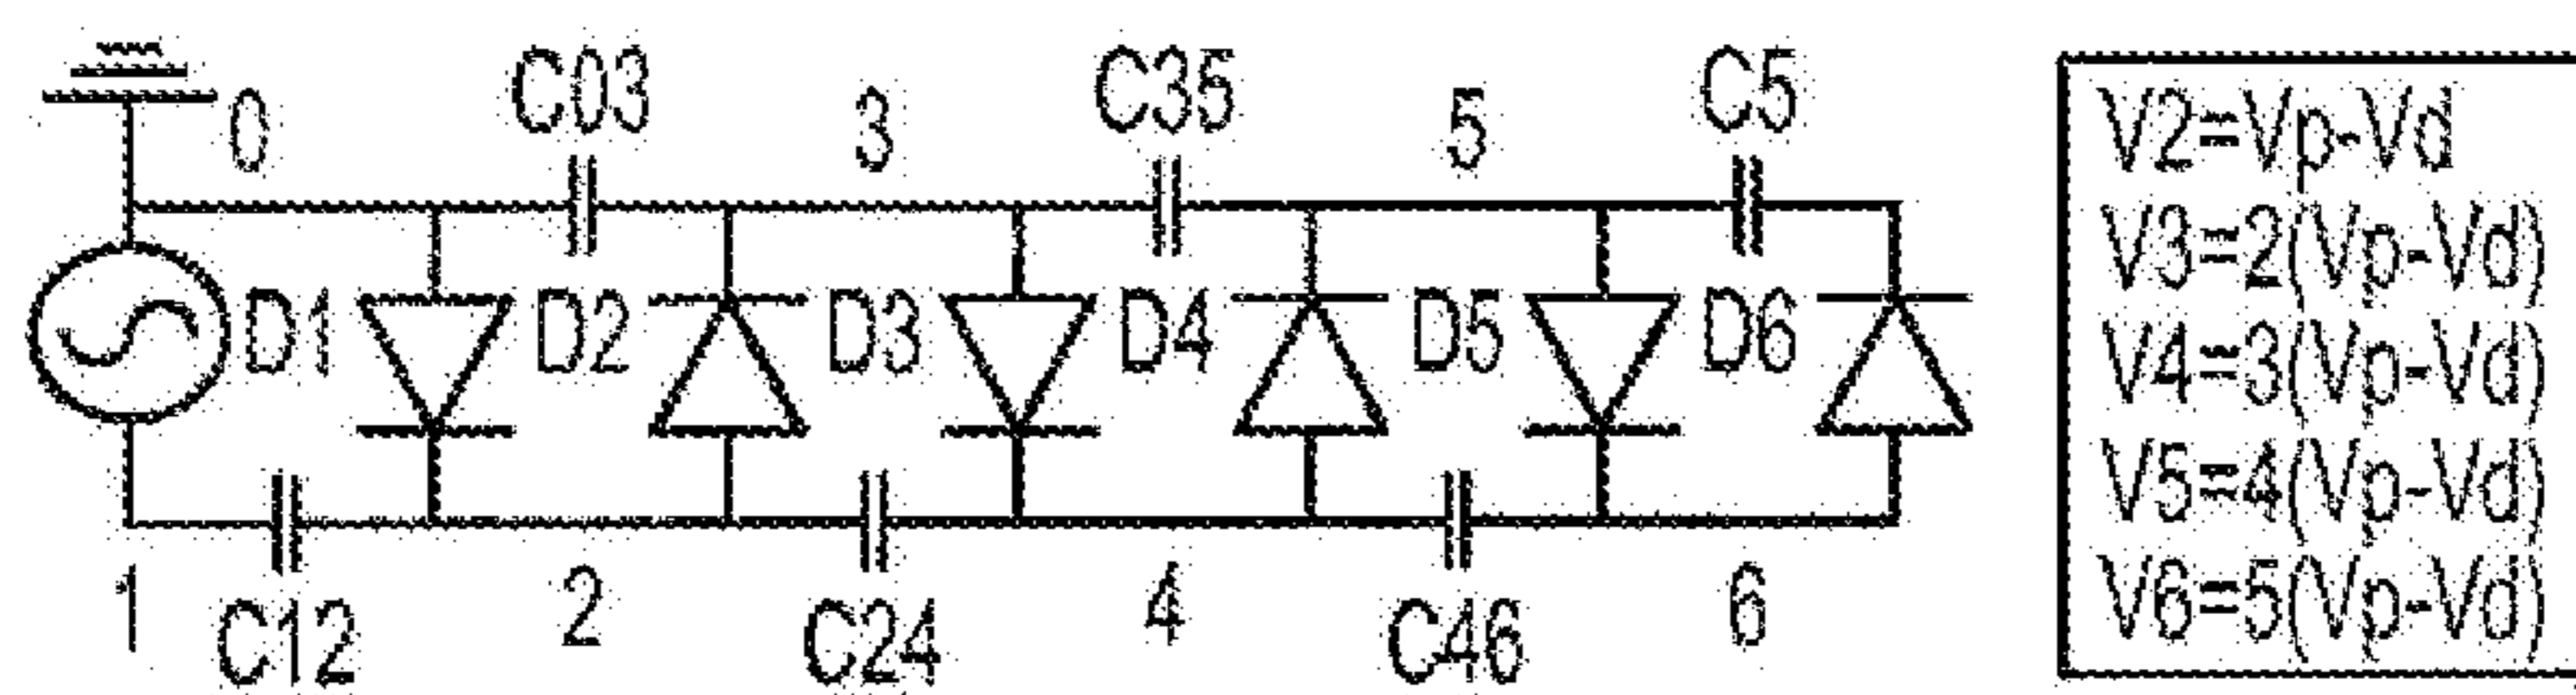 0 C03 3 C35 5 C5
D1 D2 D3 D4 D5 D6
1 C12 2 C24 4 C46 6
V2=Vp-Vd
V3=2(Vp-Vd)
V4=3(Vp-Vd)
V5=4(Vp-Vd)
V6=5(Vp-Vd)